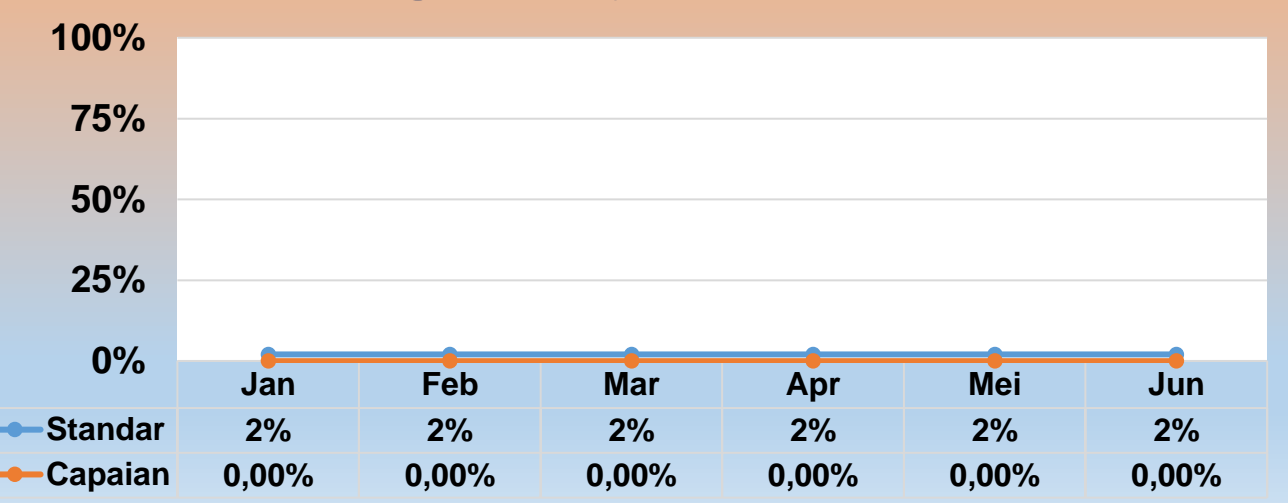 100%
75%
50%
25%
0%
Jan Feb Mar Apr Mei Jun
Standar 2% 2% 2% 2% 2% 2%
Capaian 0,00% 0,00% 0,00% 0,00% 0,00% 0,00%